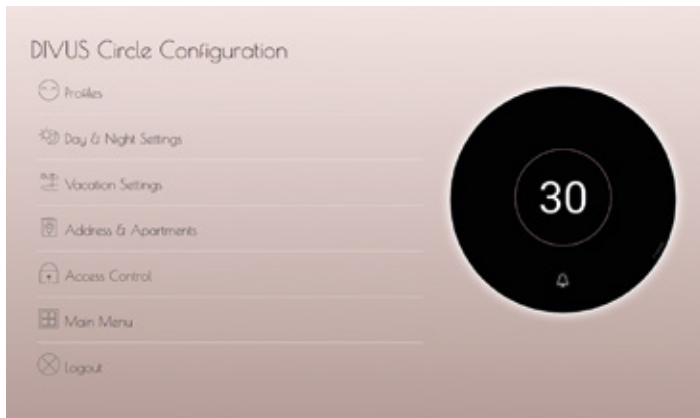 DIVUS Circle Configuration
Profiles
Day & Night Settings
Vacation Settings
Address & Apartments
Access Control
Main Menu
Logout
30